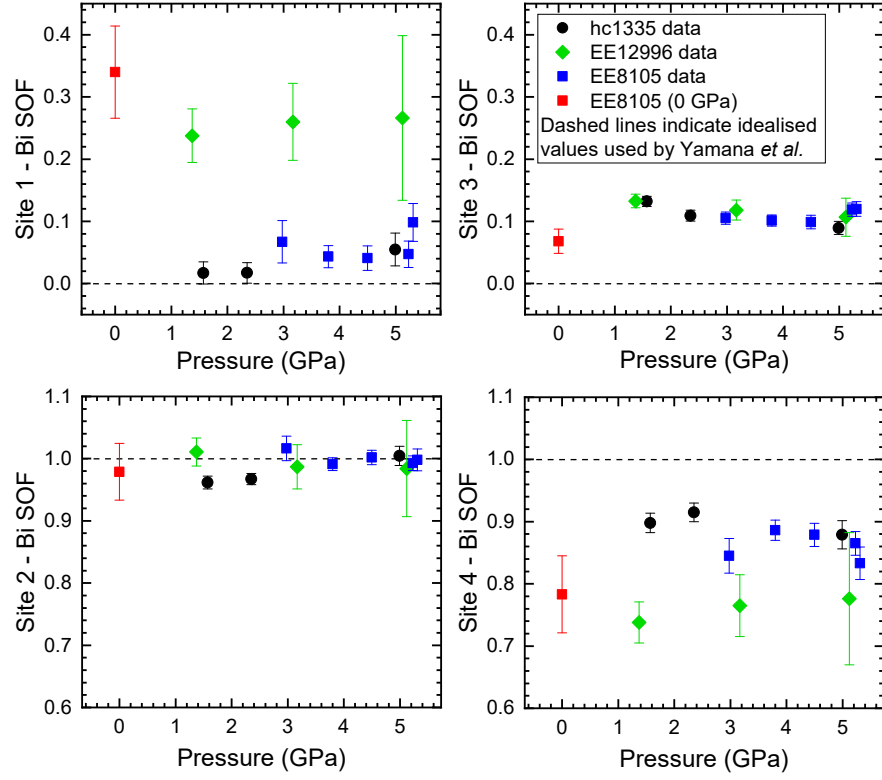 Site 1 - Bi SOF
0.4
0.3
0.2
0.1
0.0
0 1 2 3 4 5
Pressure (GPa)
Site 3 - Bi SOF
0.4
0.3
0.2
0.1
0.0
0 1 2 3 4 5
Pressure (GPa)
hc1335 data
EE12996 data
EE8105 data
EE8105 (0 GPa)
Dashed lines indicate idealised
values used by Yamana et al.
Site 2 - Bi SOF
1.1
1.0
0.9
0.8
0.7
0.6
0 1 2 3 4 5
Pressure (GPa)
Site 4 - Bi SOF
1.1
1.0
0.9
0.8
0.7
0.6
0 1 2 3 4 5
Pressure (GPa)